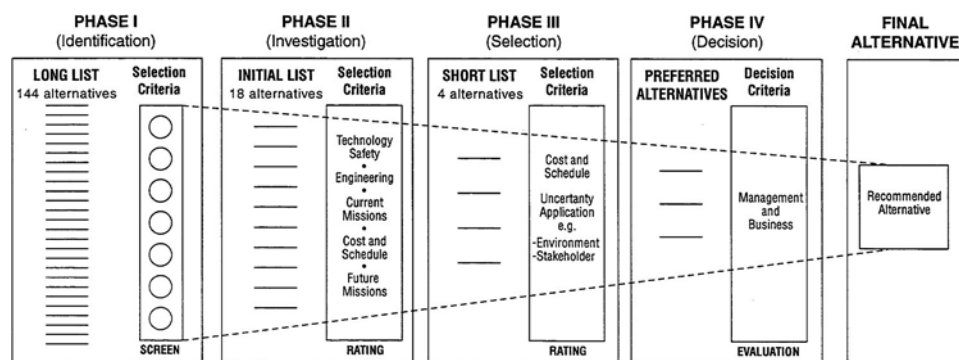 PHASE I
(Identification)
LONG LIST
144 alternatives
Selection
Criteria
SCREEN
PHASE II
(Investigation)
INITIAL LIST
18 alternatives
Selection
Criteria
Technology
Safety
•
Engineering
•
Current
Missions
•
Cost and
Schedule
•
Future
Missions
RATING
PHASE III
(Selection)
SHORT LIST
4 alternatives
Selection
Criteria
Cost and
Schedule
Uncertanty
Application
e.g.
-Environment
-Stakeholder
RATING
PHASE IV
(Decision)
PREFERRED
ALTERNATIVES
Decision
Criteria
Management
and
Business
EVALUATION
FINAL
ALTERNATIVE
Recommended
Alternative